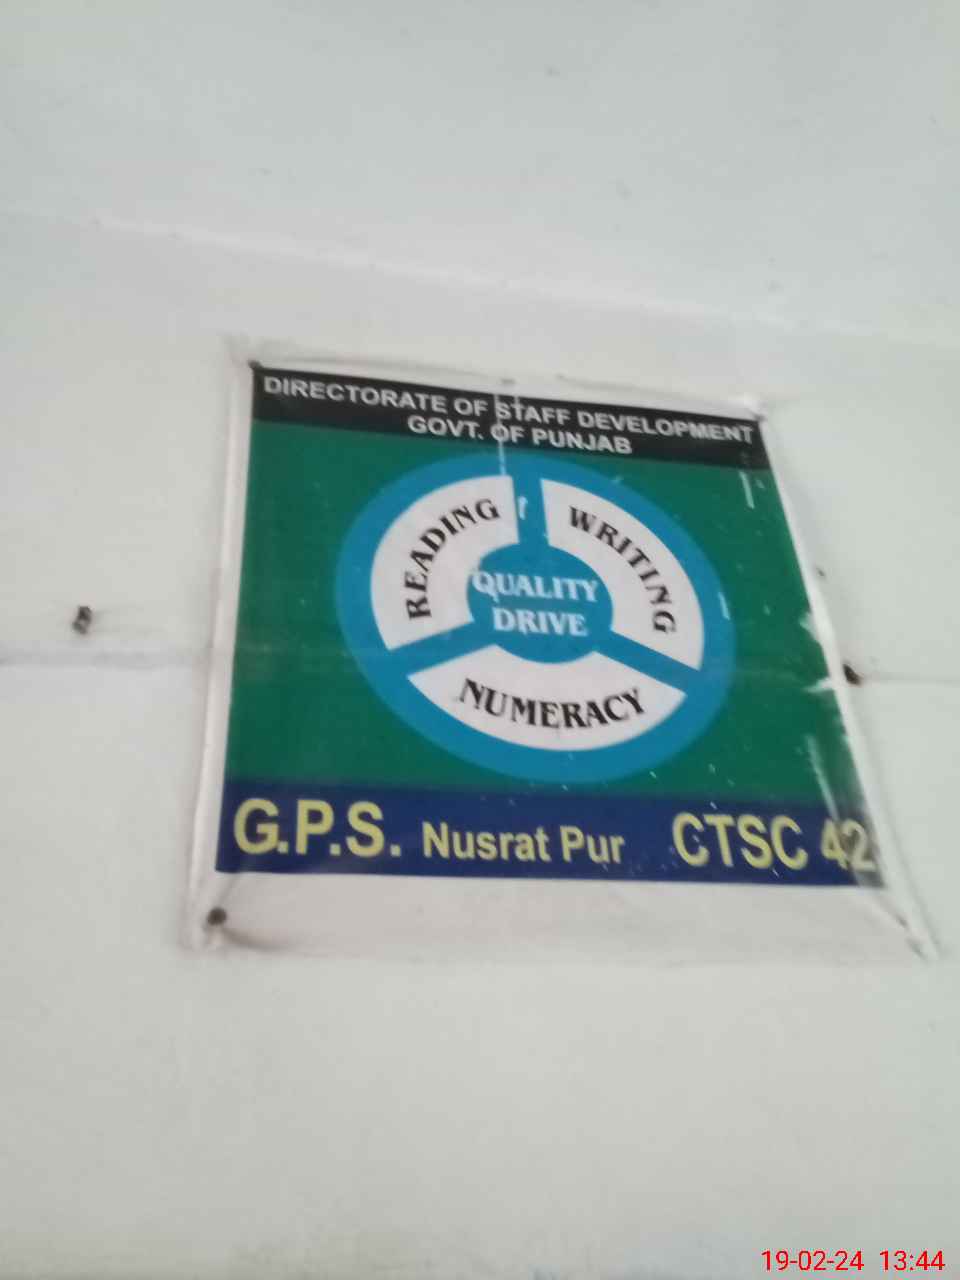 DIRECTORATE OF STAFF DEVELOPMENT
GOVT. OF PUNJAB
READING
WRITING
QUALITY
DRIVE
NUMERACY
G.P.S. Nusrat Pur CTSC 42
19-02-24 13:44